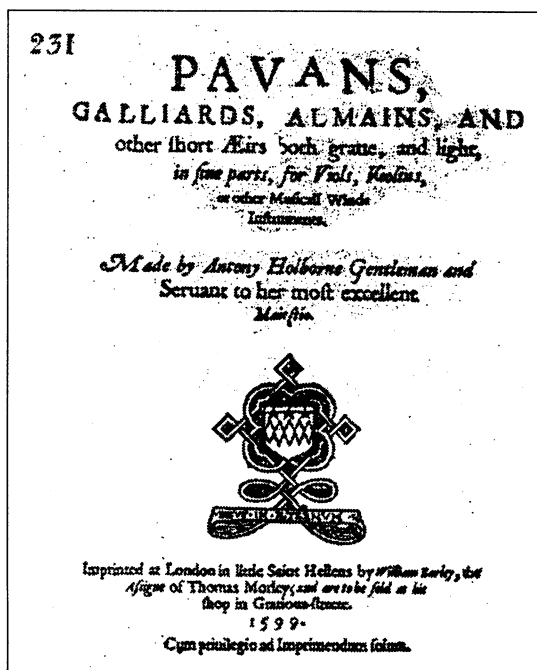 231
PAVANS,
GALLIARDS, ALMAINS, AND
other ſhort Æirs both graue, and light,
in fiue parts, for Viols, Violins,
or other Muſicall Winde
Inſtruments.
Made by Antony Holborne Gentleman and
Seruant to her moſt excellent
Maieſtie.
Imprinted at London in little Saint Hellens by William Barley, the
Aſsigne of Thomas Morley, and are to be ſold at his
ſhop in Gratious-ſtreete.
1599.
Cum priuilegio ad Imprimendum ſolum.